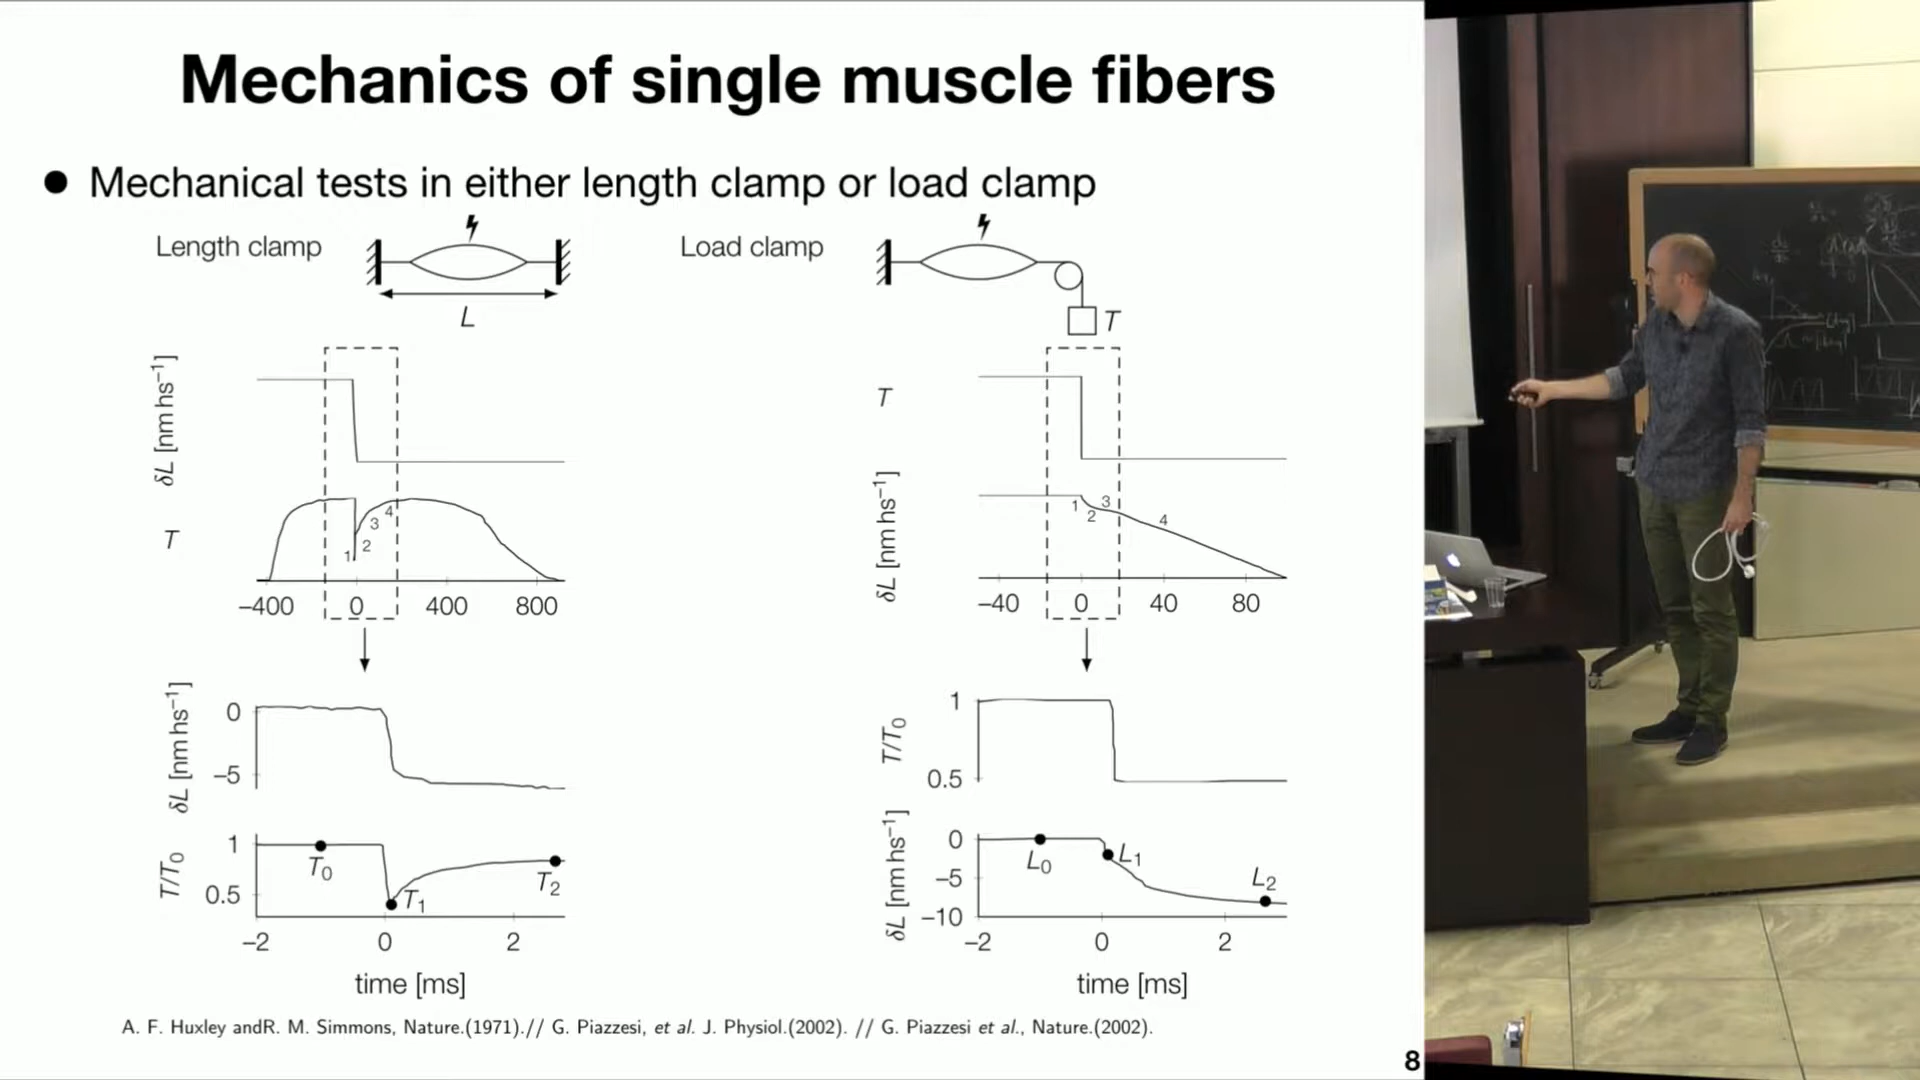 Mechanics of single muscle fibers
● Mechanical tests in either length clamp or load clamp
Length clamp
L
δL [nm hs⁻¹]
T
1
2
3
4
−400 0 400 800
δL [nm hs⁻¹]
0
−5
T/T₀
1
0.5
T₀
T₁
T₂
−2 0 2
time [ms]
Load clamp
T
T
δL [nm hs⁻¹]
1
2
3
4
−40 0 40 80
T/T₀
1
0.5
δL [nm hs⁻¹]
0
−5
−10
L₀
L₁
L₂
−2 0 2
time [ms]
A. F. Huxley andR. M. Simmons, Nature.(1971).// G. Piazzesi, et al. J. Physiol.(2002). // G. Piazzesi et al., Nature.(2002).
8